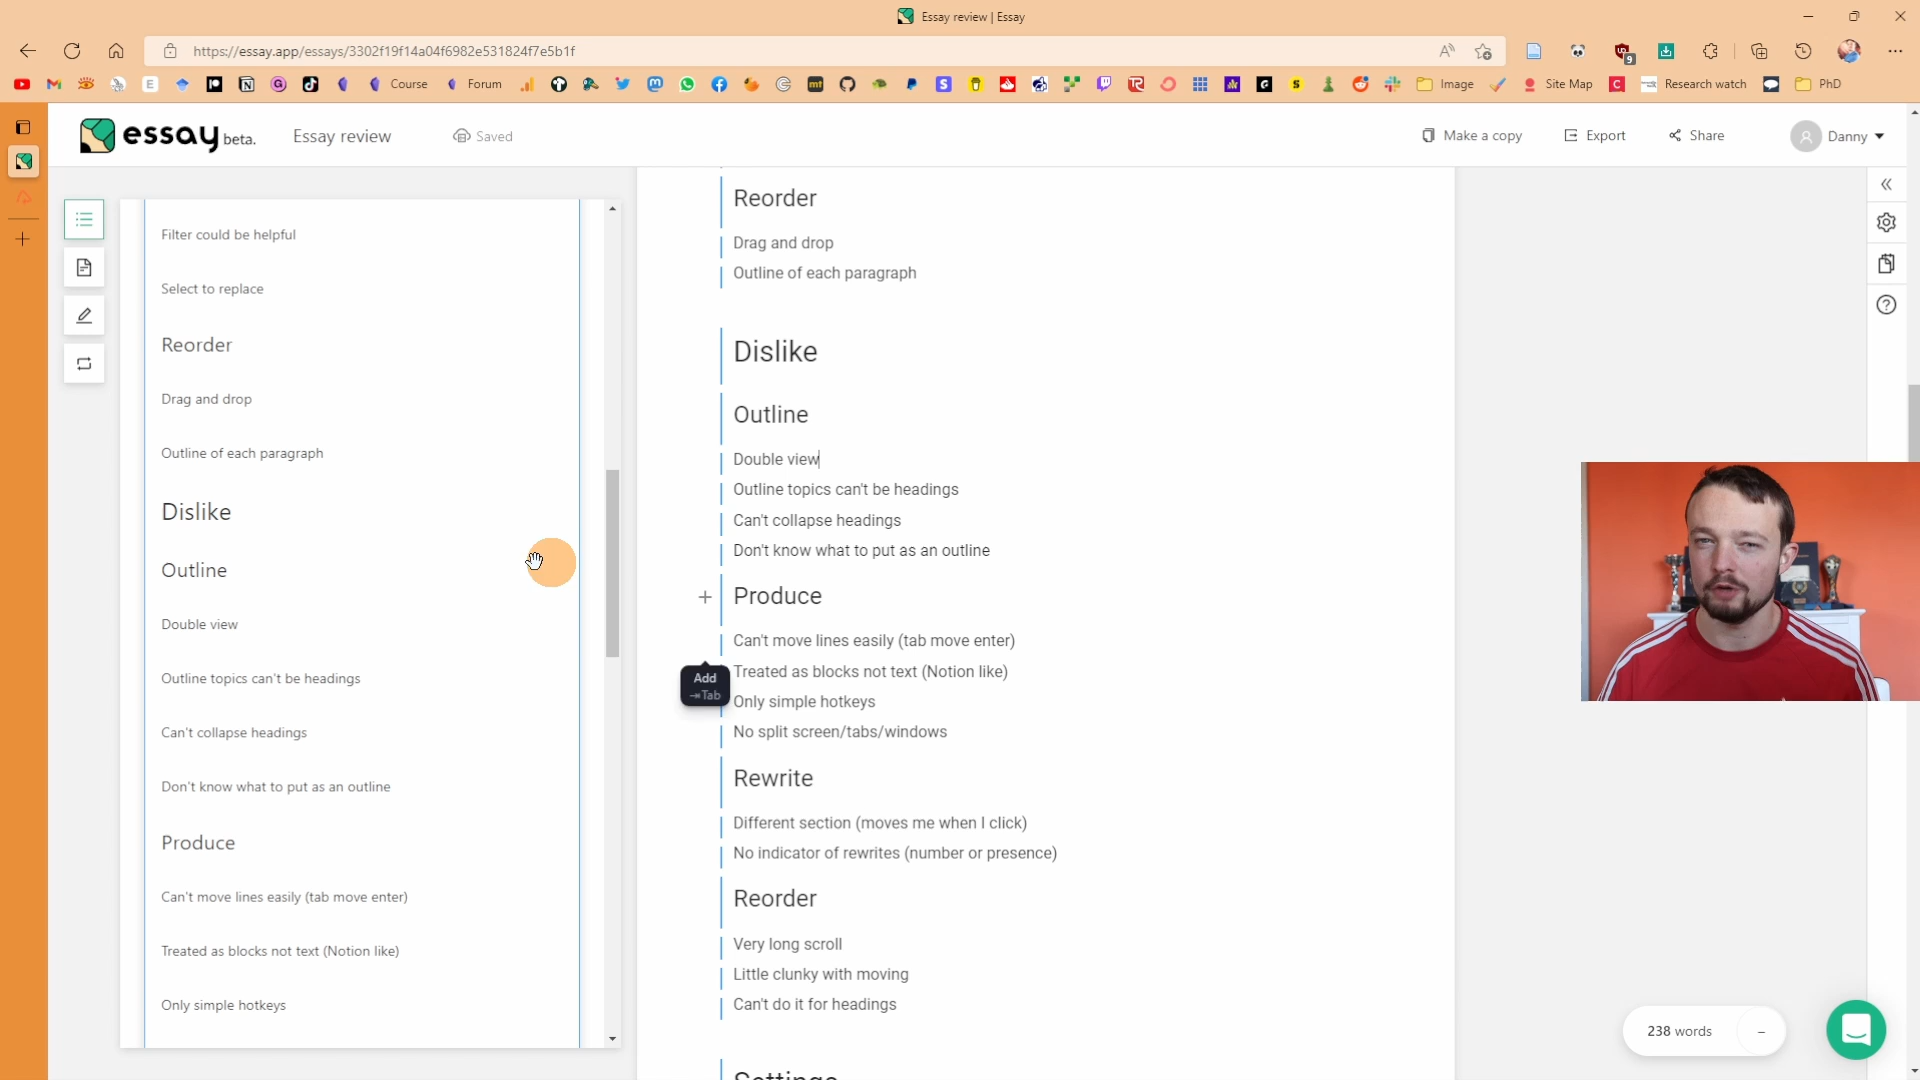 Essay review | Essay
https://essay.app/essays/3302f19f14a04f6982e531824f7e5b1f
9
Course
Forum
Image
Site Map
Research watch
PhD
essay beta.
Essay review
Saved
Make a copy
Export
Share
Danny
Filter could be helpful
Select to replace
Reorder
Drag and drop
Outline of each paragraph
Dislike
Outline
Double view
Outline topics can't be headings
Can't collapse headings
Don't know what to put as an outline
Produce
Can't move lines easily (tab move enter)
Treated as blocks not text (Notion like)
Only simple hotkeys
Reorder
Drag and drop
Outline of each paragraph
Dislike
Outline
Double view
Outline topics can't be headings
Can't collapse headings
Don't know what to put as an outline
Produce
Can't move lines easily (tab move enter)
Treated as blocks not text (Notion like)
Only simple hotkeys
No split screen/tabs/windows
Add
Tab
Rewrite
Different section (moves me when I click)
No indicator of rewrites (number or presence)
Reorder
Very long scroll
Little clunky with moving
Can't do it for headings
Settings
238 words